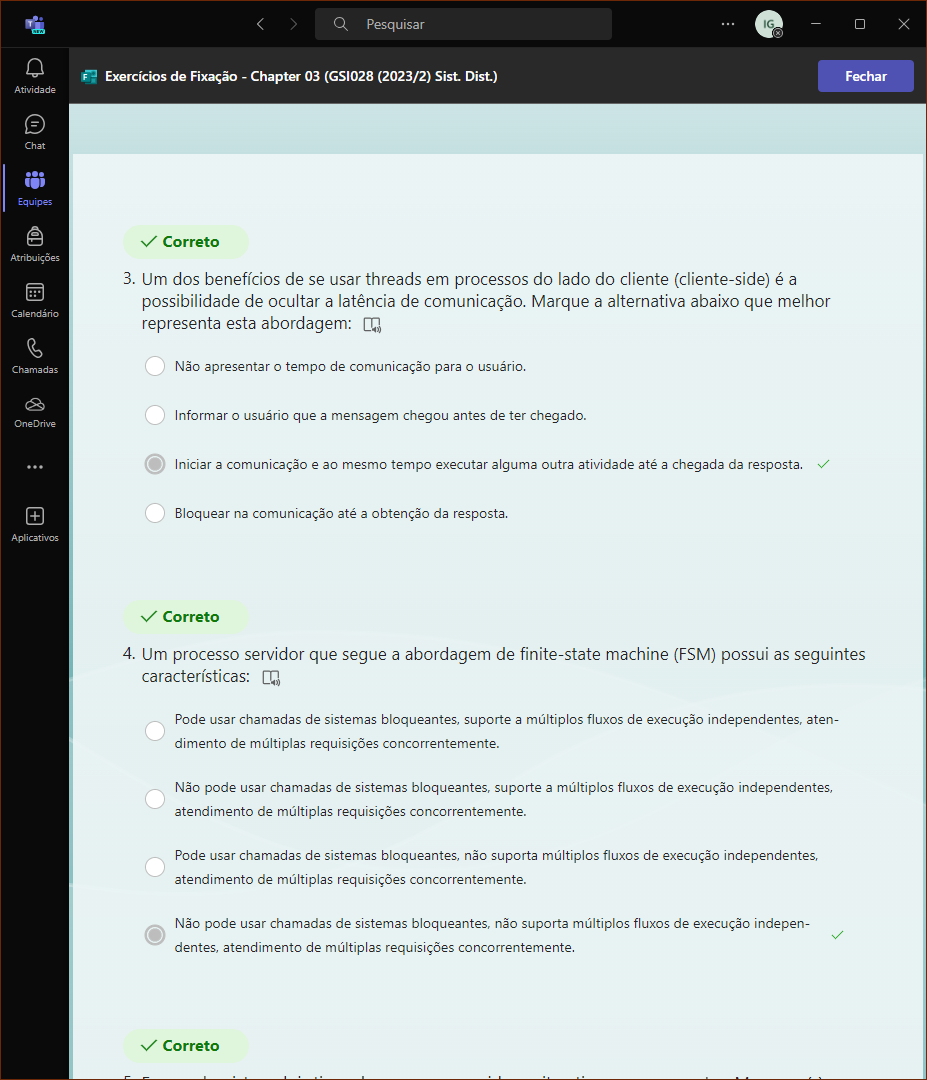 Pesquisar
IG
Atividade
Chat
Equipes
Atribuições
Calendário
Chamadas
OneDrive
Aplicativos
Exercícios de Fixação - Chapter 03 (GSI028 (2023/2) Sist. Dist.)
Fechar
Correto
3. Um dos benefícios de se usar threads em processos do lado do cliente (cliente-side) é a
possibilidade de ocultar a latência de comunicação. Marque a alternativa abaixo que melhor
representa esta abordagem:
Não apresentar o tempo de comunicação para o usuário.
Informar o usuário que a mensagem chegou antes de ter chegado.
Iniciar a comunicação e ao mesmo tempo executar alguma outra atividade até a chegada da resposta.
Bloquear na comunicação até a obtenção da resposta.
Correto
4. Um processo servidor que segue a abordagem de finite-state machine (FSM) possui as seguintes
características:
Pode usar chamadas de sistemas bloqueantes, suporte a múltiplos fluxos de execução independentes, aten-
dimento de múltiplas requisições concorrentemente.
Não pode usar chamadas de sistemas bloqueantes, suporte a múltiplos fluxos de execução independentes,
atendimento de múltiplas requisições concorrentemente.
Pode usar chamadas de sistemas bloqueantes, não suporta múltiplos fluxos de execução independentes,
atendimento de múltiplas requisições concorrentemente.
Não pode usar chamadas de sistemas bloqueantes, não suporta múltiplos fluxos de execução indepen-
dentes, atendimento de múltiplas requisições concorrentemente.
Correto